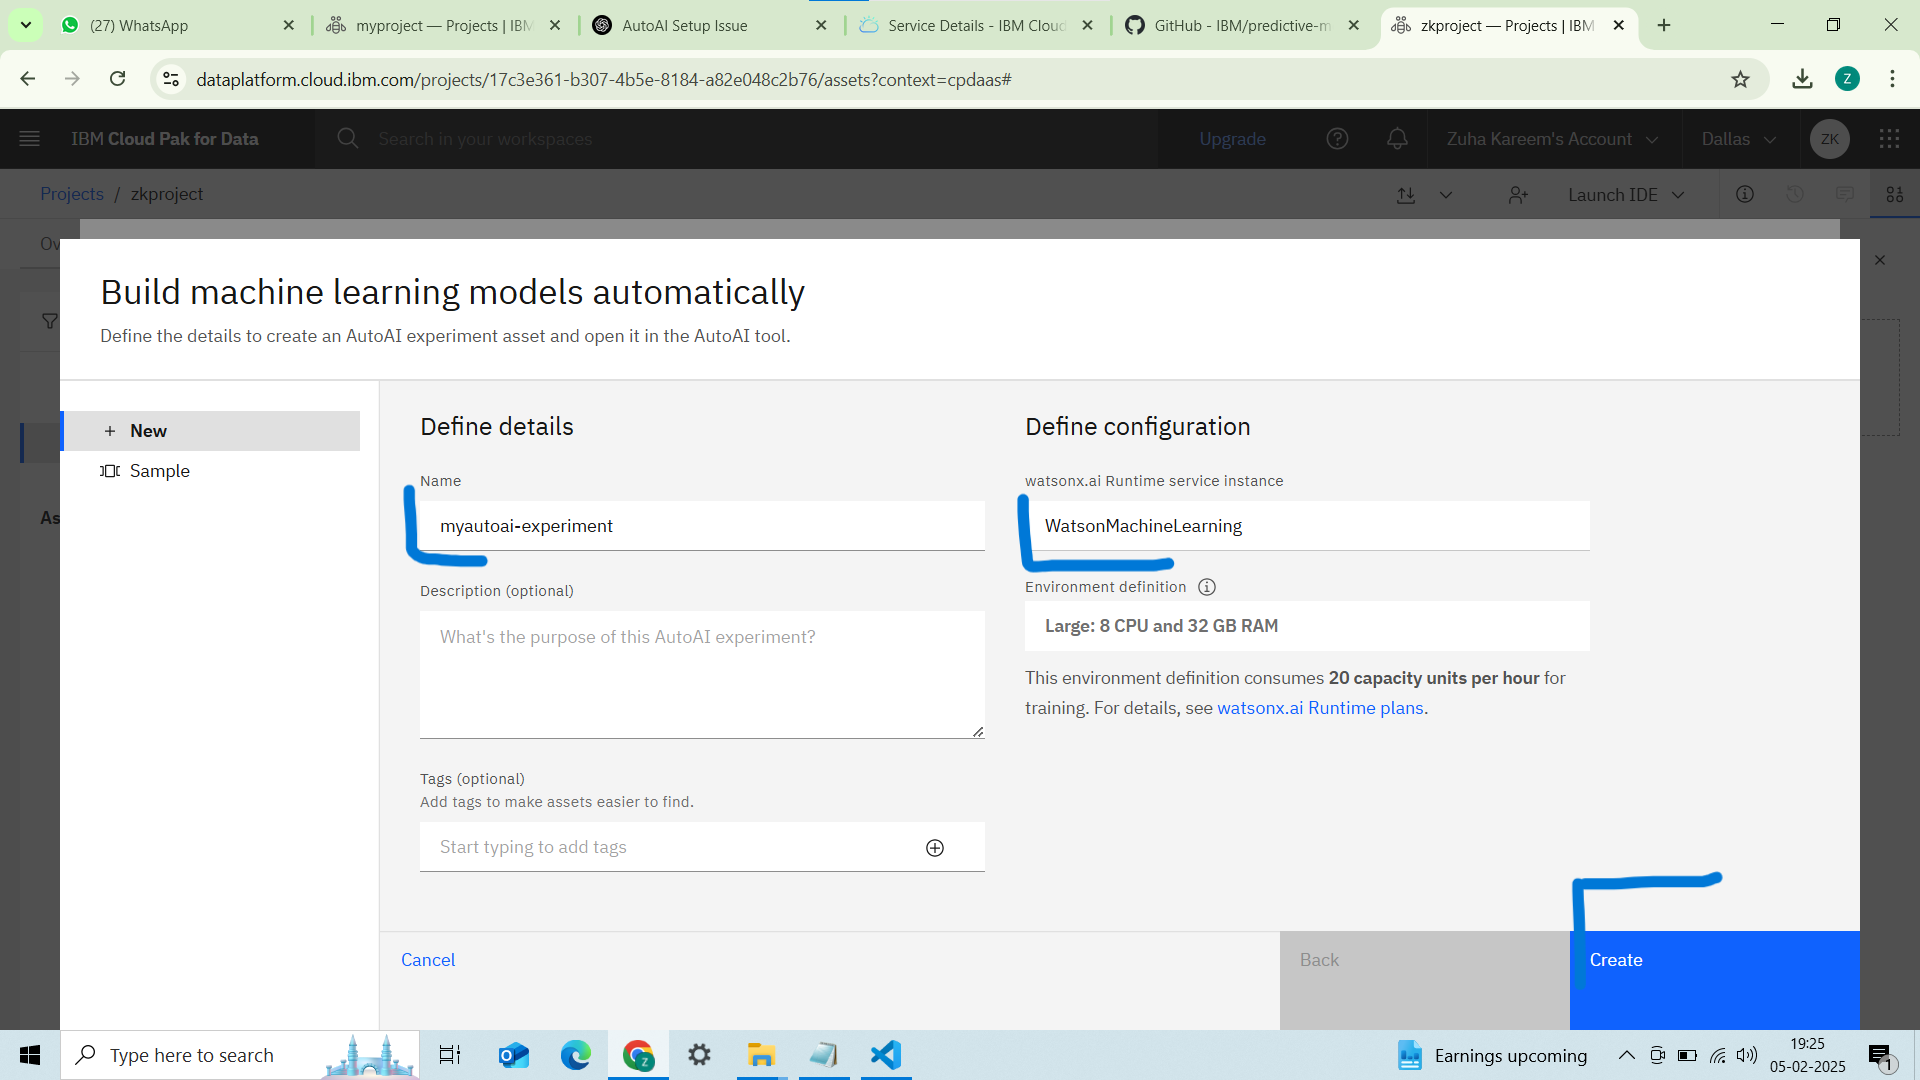 (27) WhatsApp
myproject — Projects | IBM
AutoAI Setup Issue
Service Details - IBM Cloud
GitHub - IBM/predictive-m
zkproject — Projects | IBM
dataplatform.cloud.ibm.com/projects/17c3e361-b307-4b5e-8184-a82e048c2b76/assets?context=cpdaas#
Z
IBM Cloud Pak for Data
Search in your workspaces
Upgrade
Zuha Kareem's Account
Dallas
ZK
Projects / zkproject
Launch IDE
Ov
Build machine learning models automatically
Define the details to create an AutoAI experiment asset and open it in the AutoAI tool.
New
Sample
As
Define details
Name
myautoai-experiment
Description (optional)
What's the purpose of this AutoAI experiment?
Tags (optional)
Add tags to make assets easier to find.
Start typing to add tags
Define configuration
watsonx.ai Runtime service instance
WatsonMachineLearning
Environment definition
Large: 8 CPU and 32 GB RAM
This environment definition consumes 20 capacity units per hour for
training. For details, see watsonx.ai Runtime plans.
Cancel
Back
Create
Type here to search
Earnings upcoming
19:25
05-02-2025
1